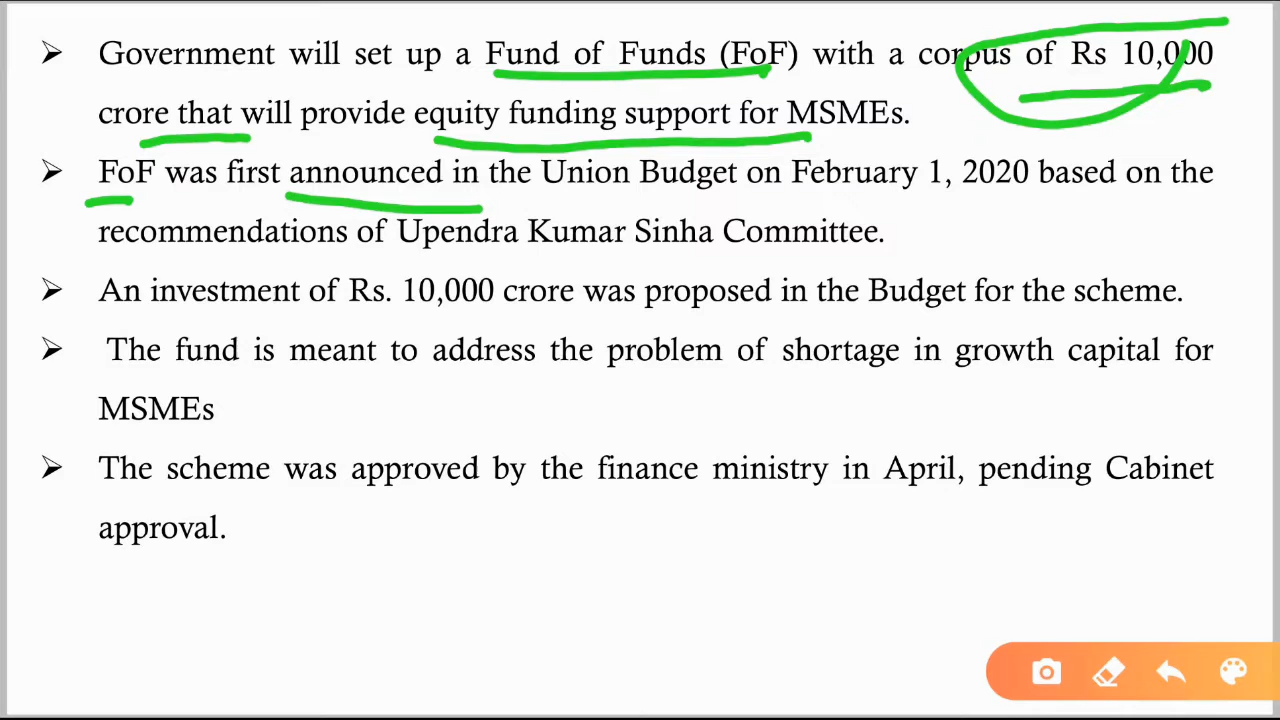 ➢ Government will set up a Fund of Funds (FoF) with a corpus of Rs 10,000
crore that will provide equity funding support for MSMEs.
➢ FoF was first announced in the Union Budget on February 1, 2020 based on the
recommendations of Upendra Kumar Sinha Committee.
➢ An investment of Rs. 10,000 crore was proposed in the Budget for the scheme.
➢ The fund is meant to address the problem of shortage in growth capital for
MSMEs
➢ The scheme was approved by the finance ministry in April, pending Cabinet
approval.